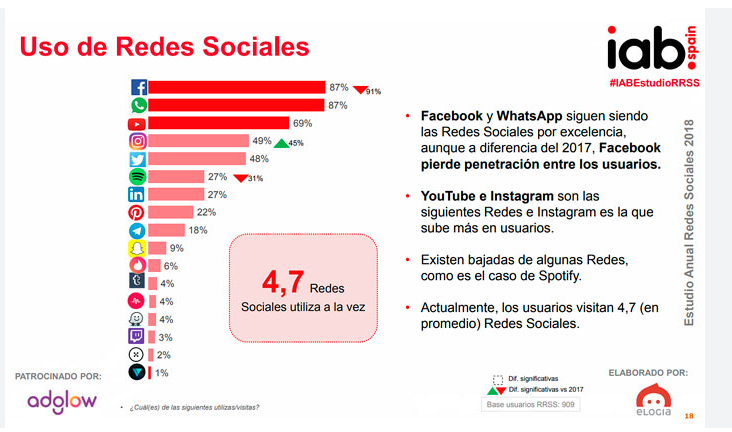 Uso de Redes Sociales
iab.
spain
#IABEstudioRRSS
87% 91%
87%
69%
49% 45%
48%
27% 31%
27%
22%
18%
9%
6%
4%
4%
4%
3%
2%
1%
4,7 Redes
Sociales utiliza a la vez
• Facebook y WhatsApp siguen siendo
las Redes Sociales por excelencia,
aunque a diferencia del 2017, Facebook
pierde penetración entre los usuarios.
• YouTube e Instagram son las
siguientes Redes e Instagram es la que
sube más en usuarios.
• Existen bajadas de algunas Redes,
como es el caso de Spotify.
• Actualmente, los usuarios visitan 4,7 (en
promedio) Redes Sociales.
Estudio Anual Redes Sociales 2018
PATROCINADO POR:
adglow
• ¿Cuál(es) de las siguientes utilizas/visitas?
Dif. significativas
Dif. significativas vs 2017
Base usuarios RRSS: 909
ELABORADO POR:
eLOGIA
18